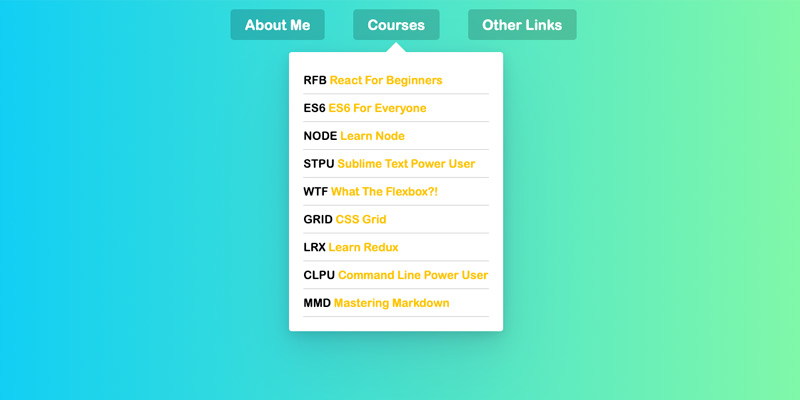 About Me Courses Other Links
RFB React For Beginners
ES6 ES6 For Everyone
NODE Learn Node
STPU Sublime Text Power User
WTF What The Flexbox?!
GRID CSS Grid
LRX Learn Redux
CLPU Command Line Power User
MMD Mastering Markdown